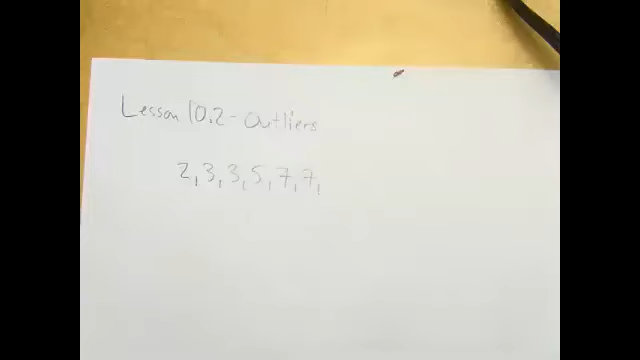 Lesson 10.2 - Outliers
2, 3, 3, 5, 7, 7,